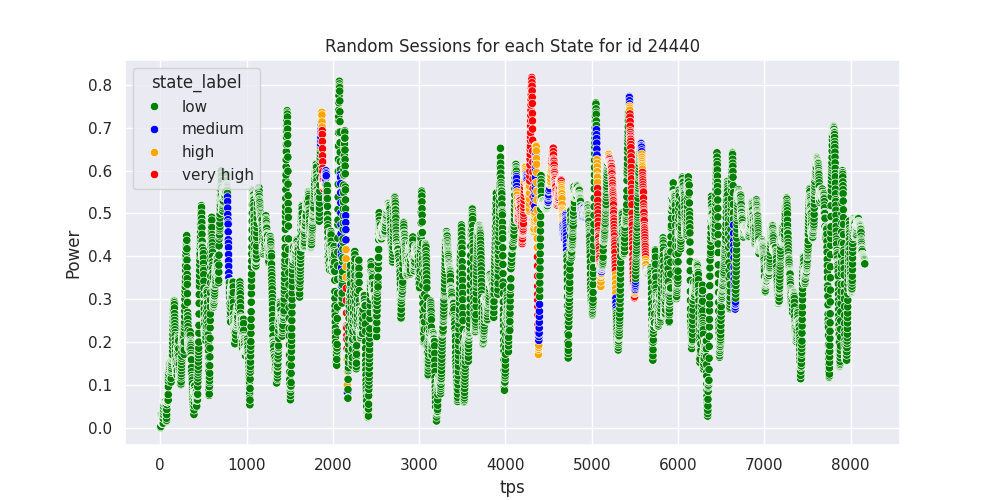 Random Sessions for each State for id 24440
state_label
low
medium
high
very high
Power
0.8
0.7
0.6
0.5
0.4
0.3
0.2
0.1
0.0
0 1000 2000 3000 4000 5000 6000 7000 8000
tps